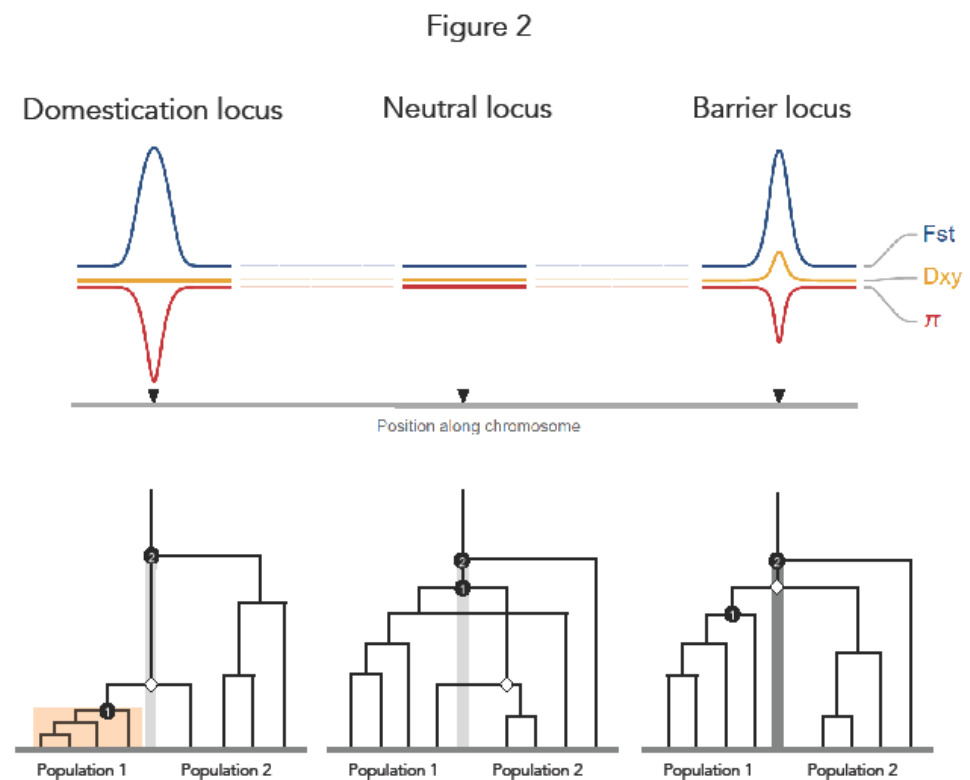 Figure 2
Domestication locus
Neutral locus
Barrier locus
Fst
Dxy
π
Position along chromosome
2
1
2
1
2
1
Population 1
Population 2
Population 1
Population 2
Population 1
Population 2